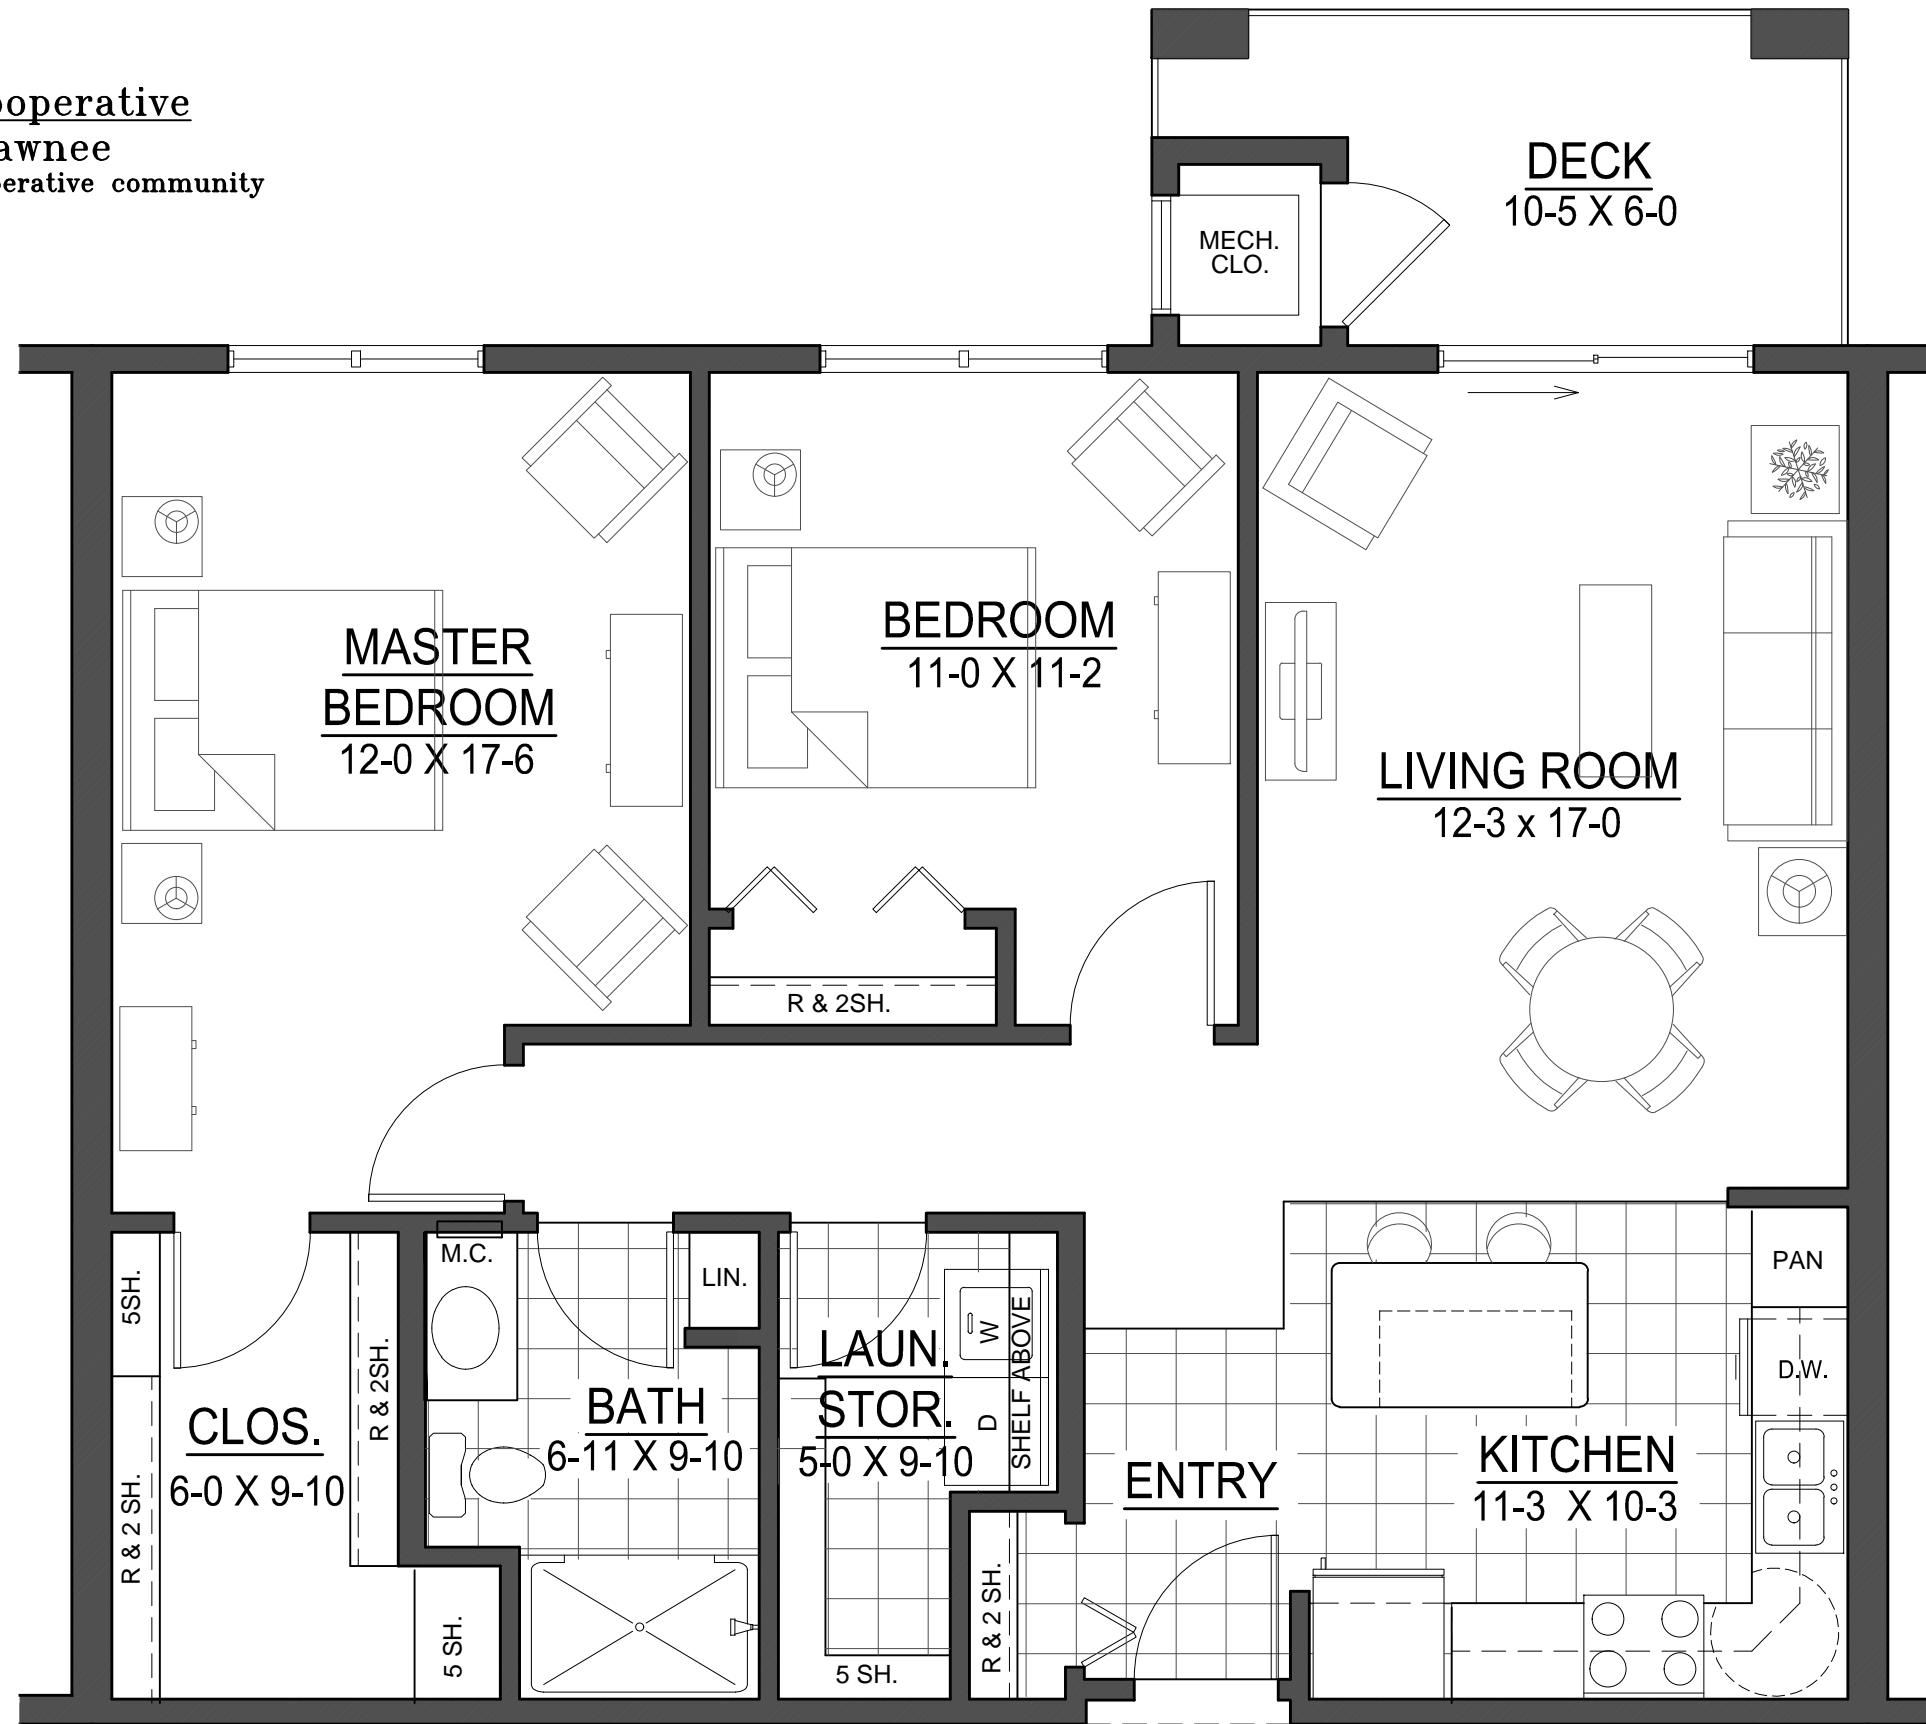 ooperative
awnee
erative community
DECK
10-5 X 6-0
MECH.
CLO.
MASTER
BEDROOM
12-0 X 17-6
BEDROOM
11-0 X 11-2
LIVING ROOM
12-3 x 17-0
R & 2SH.
M.C.
LIN.
PAN
5SH.
R & 2SH.
W
D
SHELF ABOVE
LAUN.
STOR.
5-0 X 9-10
D.W.
BATH
6-11 X 9-10
CLOS.
6-0 X 9-10
KITCHEN
11-3 X 10-3
ENTRY
R & 2 SH.
5 SH.
5 SH.
R & 2 SH.